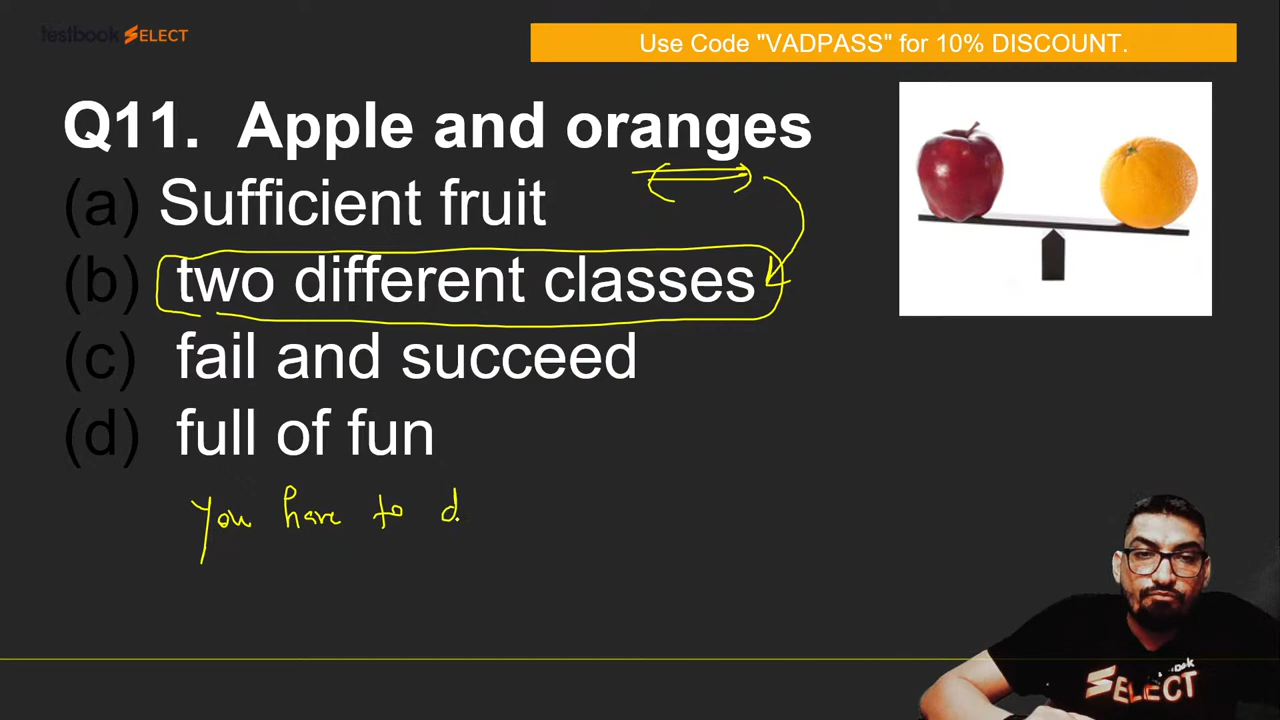 testbook SELECT
Use Code "VADPASS" for 10% DISCOUNT.
Q11. Apple and oranges
(a) Sufficient fruit
(b) two different classes
(c) fail and succeed
(d) full of fun
you have to d
SELECT